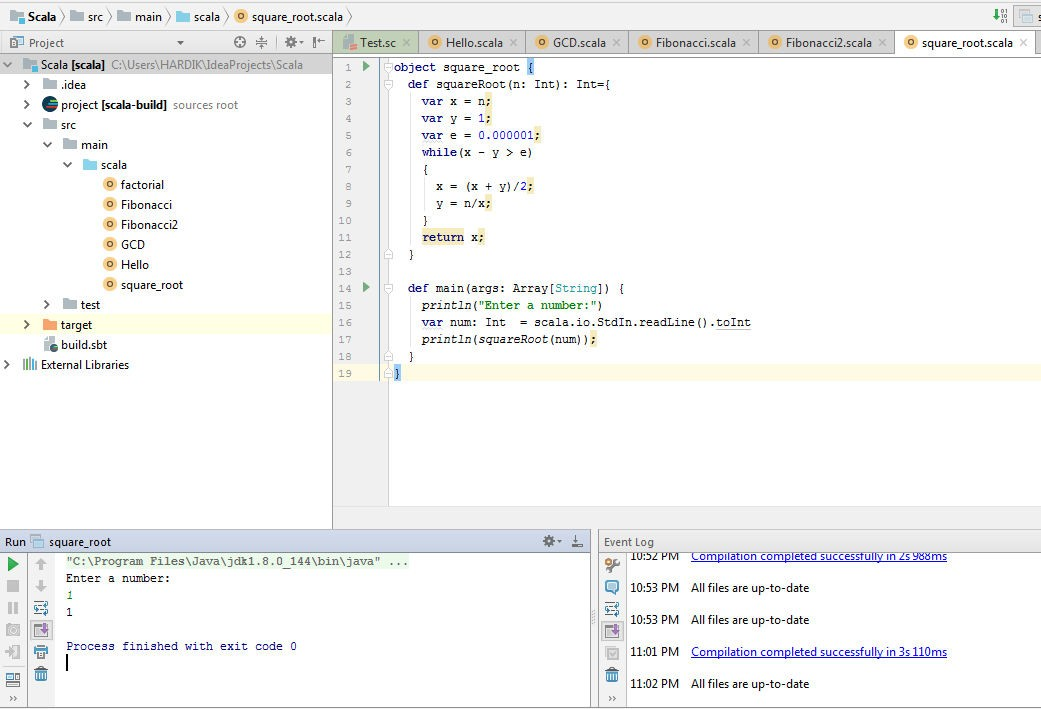 Scala src main scala square_root.scala
Project
Test.sc Hello.scala GCD.scala Fibonacci.scala Fibonacci2.scala square_root.scala
Scala [scala] C:\Users\HARDIK\IdeaProjects\Scala
.idea
project [scala-build] sources root
src
main
scala
factorial
Fibonacci
Fibonacci2
GCD
Hello
square_root
test
target
build.sbt
External Libraries
1 object square_root {
2 def squareRoot(n: Int): Int={
3 var x = n;
4 var y = 1;
5 var e = 0.000001;
6 while(x - y > e)
7 {
8 x = (x + y)/2;
9 y = n/x;
10 }
11 return x;
12 }
13
14 def main(args: Array[String]) {
15 println("Enter a number:")
16 var num: Int  = scala.io.StdIn.readLine().toInt
17 println(squareRoot(num));
18 }
19 }
Run square_root
"C:\Program Files\Java\jdk1.8.0_144\bin\java" ...
Enter a number:
1
1
Process finished with exit code 0
Event Log
10:52 PM Compilation completed successfully in 2s 988ms
10:53 PM All files are up-to-date
10:53 PM All files are up-to-date
11:01 PM Compilation completed successfully in 3s 110ms
11:02 PM All files are up-to-date